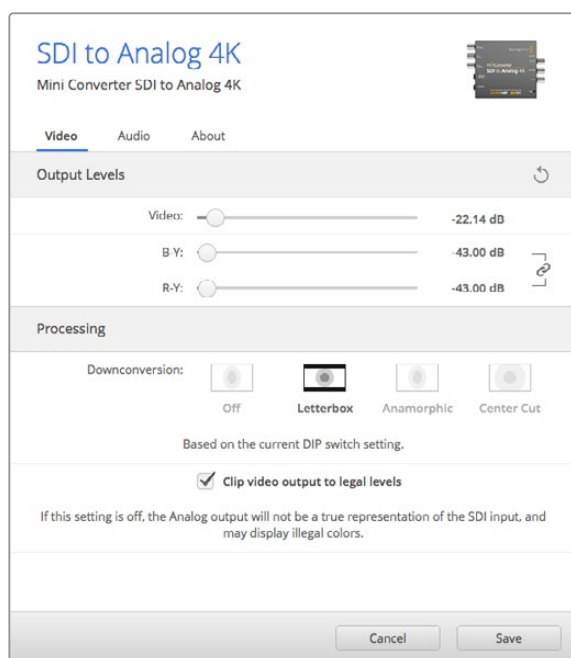 SDI to Analog 4K
Mini Converter SDI to Analog 4K
Video Audio About
Output Levels
Video: -22.14 dB
B-Y: -43.00 dB
R-Y: -43.00 dB
Processing
Downconversion:
Off Letterbox Anamorphic Center Cut
Based on the current DIP switch setting.
Clip video output to legal levels
If this setting is off, the Analog output will not be a true representation of the SDI input, and
may display illegal colors.
Cancel Save